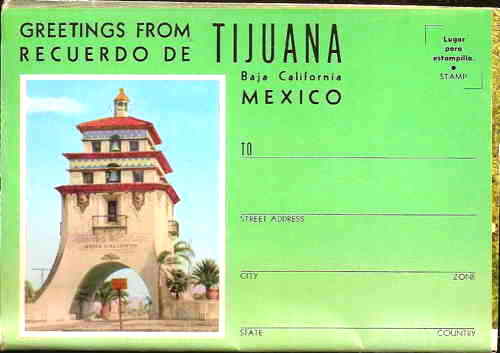 GREETINGS FROM
RECUERDO DE
TIJUANA
Baja California
MEXICO
Lugar
para
estampilla.
•
STAMP
TO
STREET ADDRESS
CITY ZONE
STATE COUNTRY